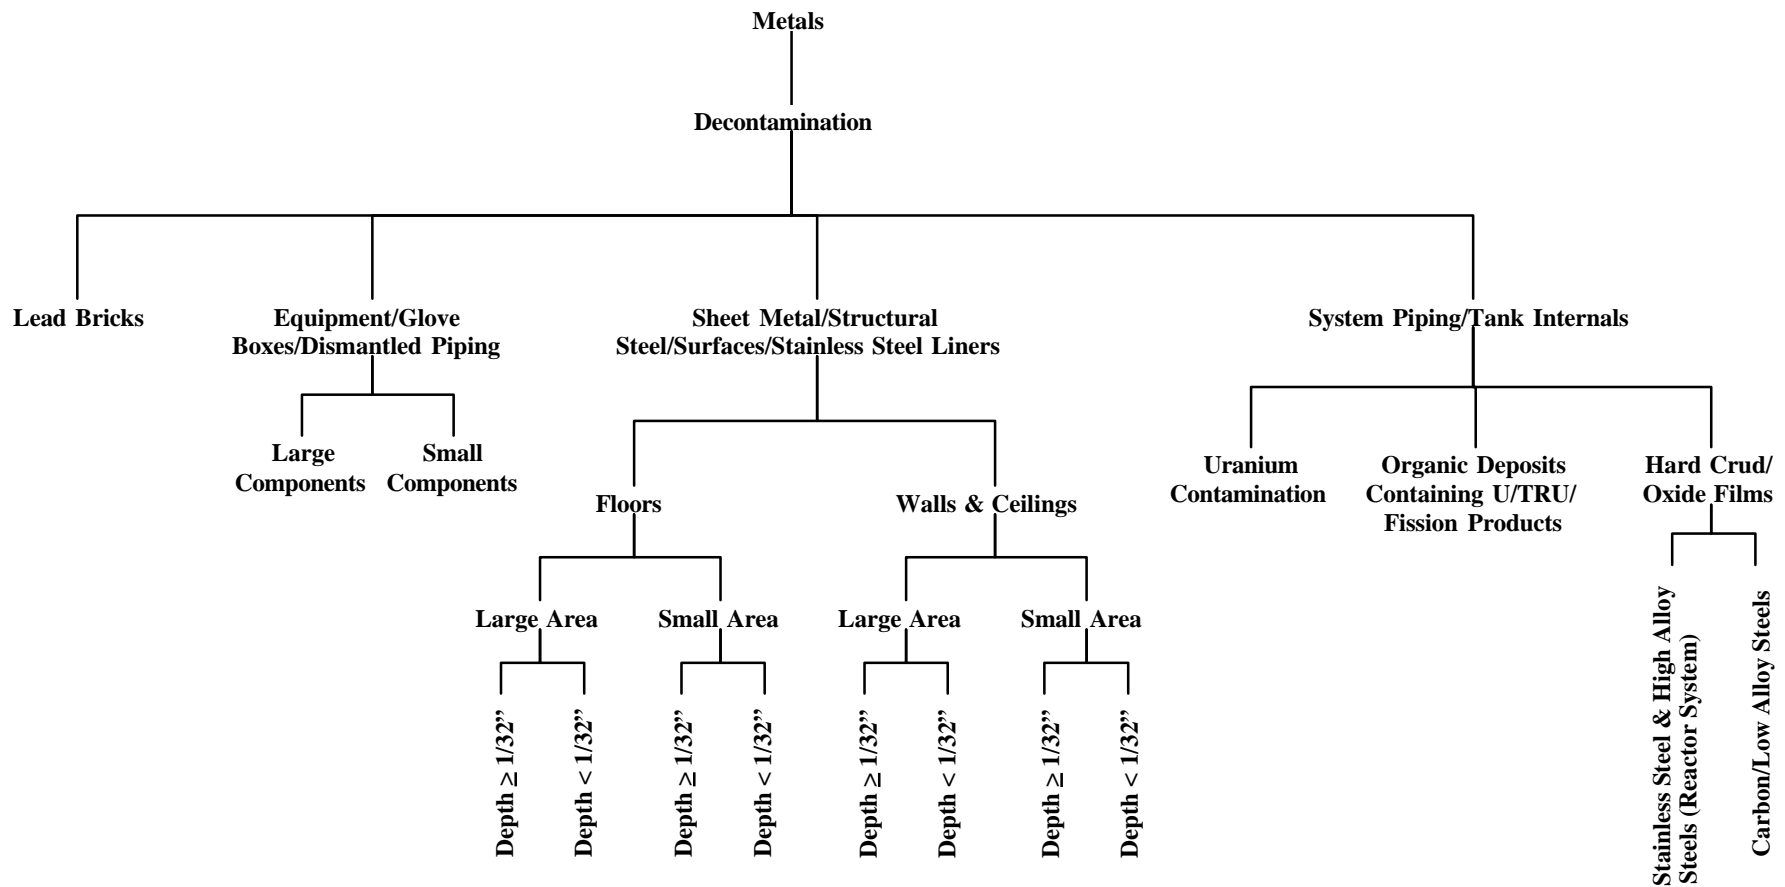 Metals
Decontamination
Lead Bricks
Equipment/Glove
Boxes/Dismantled Piping
Sheet Metal/Structural
Steel/Surfaces/Stainless Steel Liners
System Piping/Tank Internals
Large
Components
Small
Components
Floors
Walls & Ceilings
Uranium
Contamination
Organic Deposits
Containing U/TRU/
Fission Products
Hard Crud/
Oxide Films
Large Area
Small Area
Large Area
Small Area
Depth ≥ 1/32”
Depth < 1/32”
Depth ≥ 1/32”
Depth < 1/32”
Depth ≥ 1/32”
Depth < 1/32”
Depth ≥ 1/32”
Depth < 1/32”
Stainless Steel & High Alloy
Steels (Reactor System)
Carbon/Low Alloy Steels